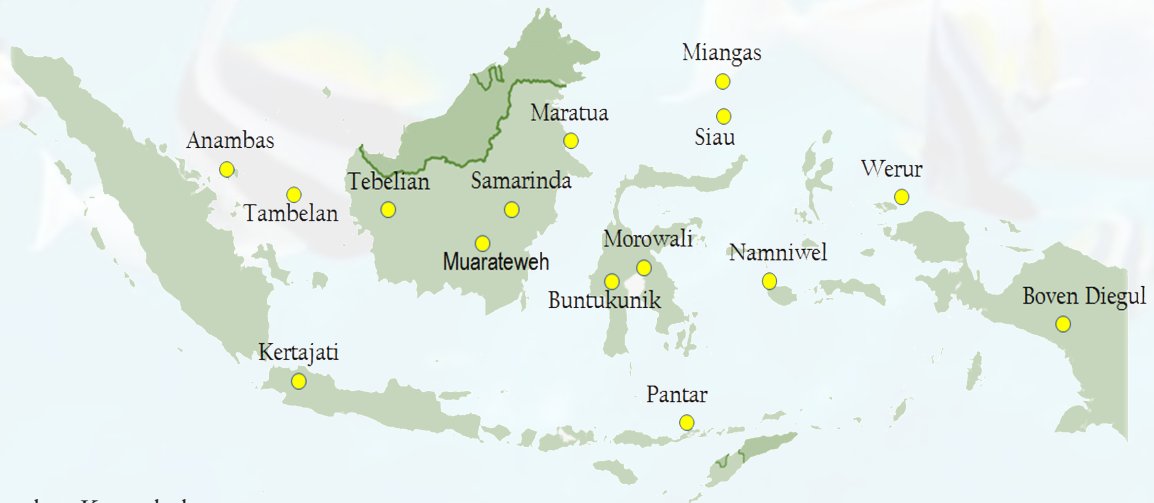 Miangas
Maratua
Siau
Anambas
Werur
Tebelian
Samarinda
Tambelan
Morowali
Namniwel
Muarateweh
Buntukunik
Boven Diegul
Kertajati
Pantar